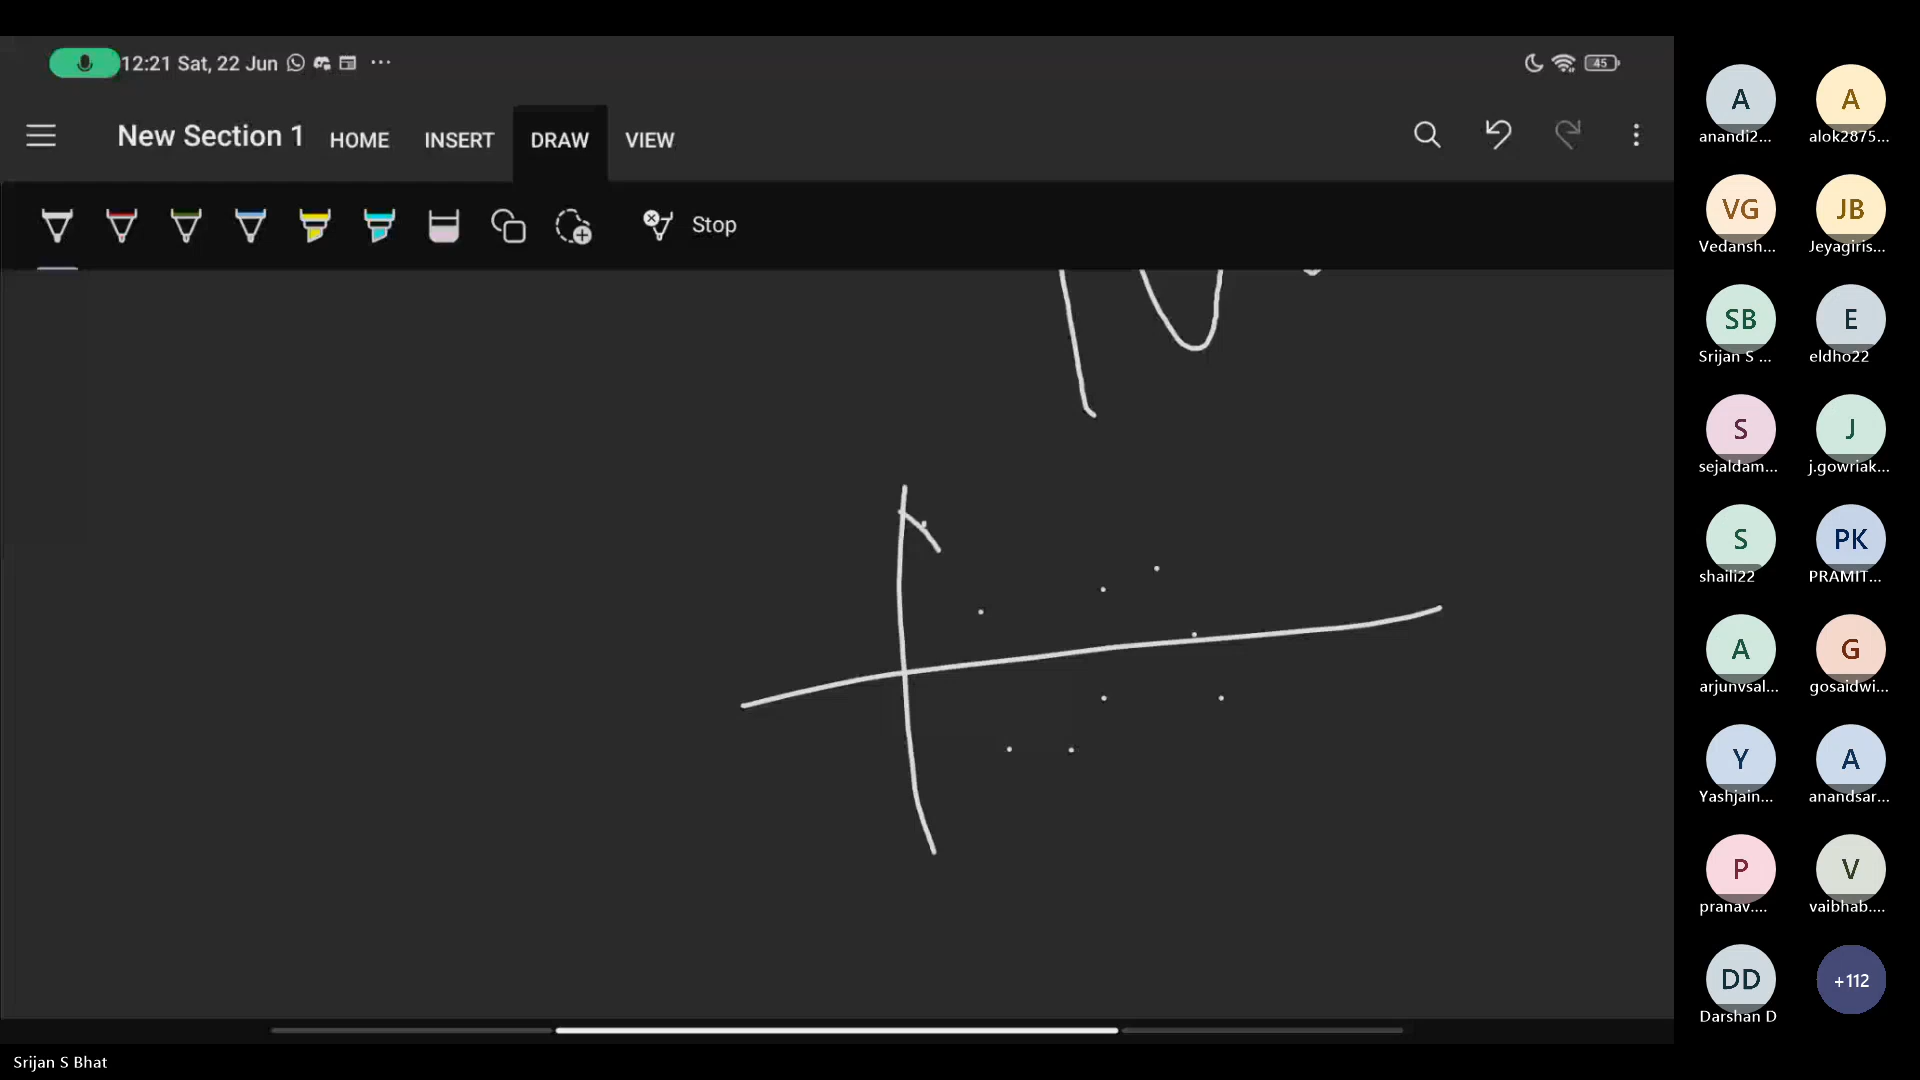 12:21 Sat, 22 Jun ... 45
New Section 1 HOME INSERT DRAW VIEW
Stop
A A
anandi2... alok2875...
VG JB
Vedansh... Jeyagiris...
SB E
Srijan S ... eldho22
S J
sejaldam... j.gowriak...
S PK
shaili22 PRAMIT...
A G
arjunvsal... gosaidwi...
Y A
Yashjain... anandsar...
P V
pranav.... vaibhab....
DD +112
Darshan D
Srijan S Bhat